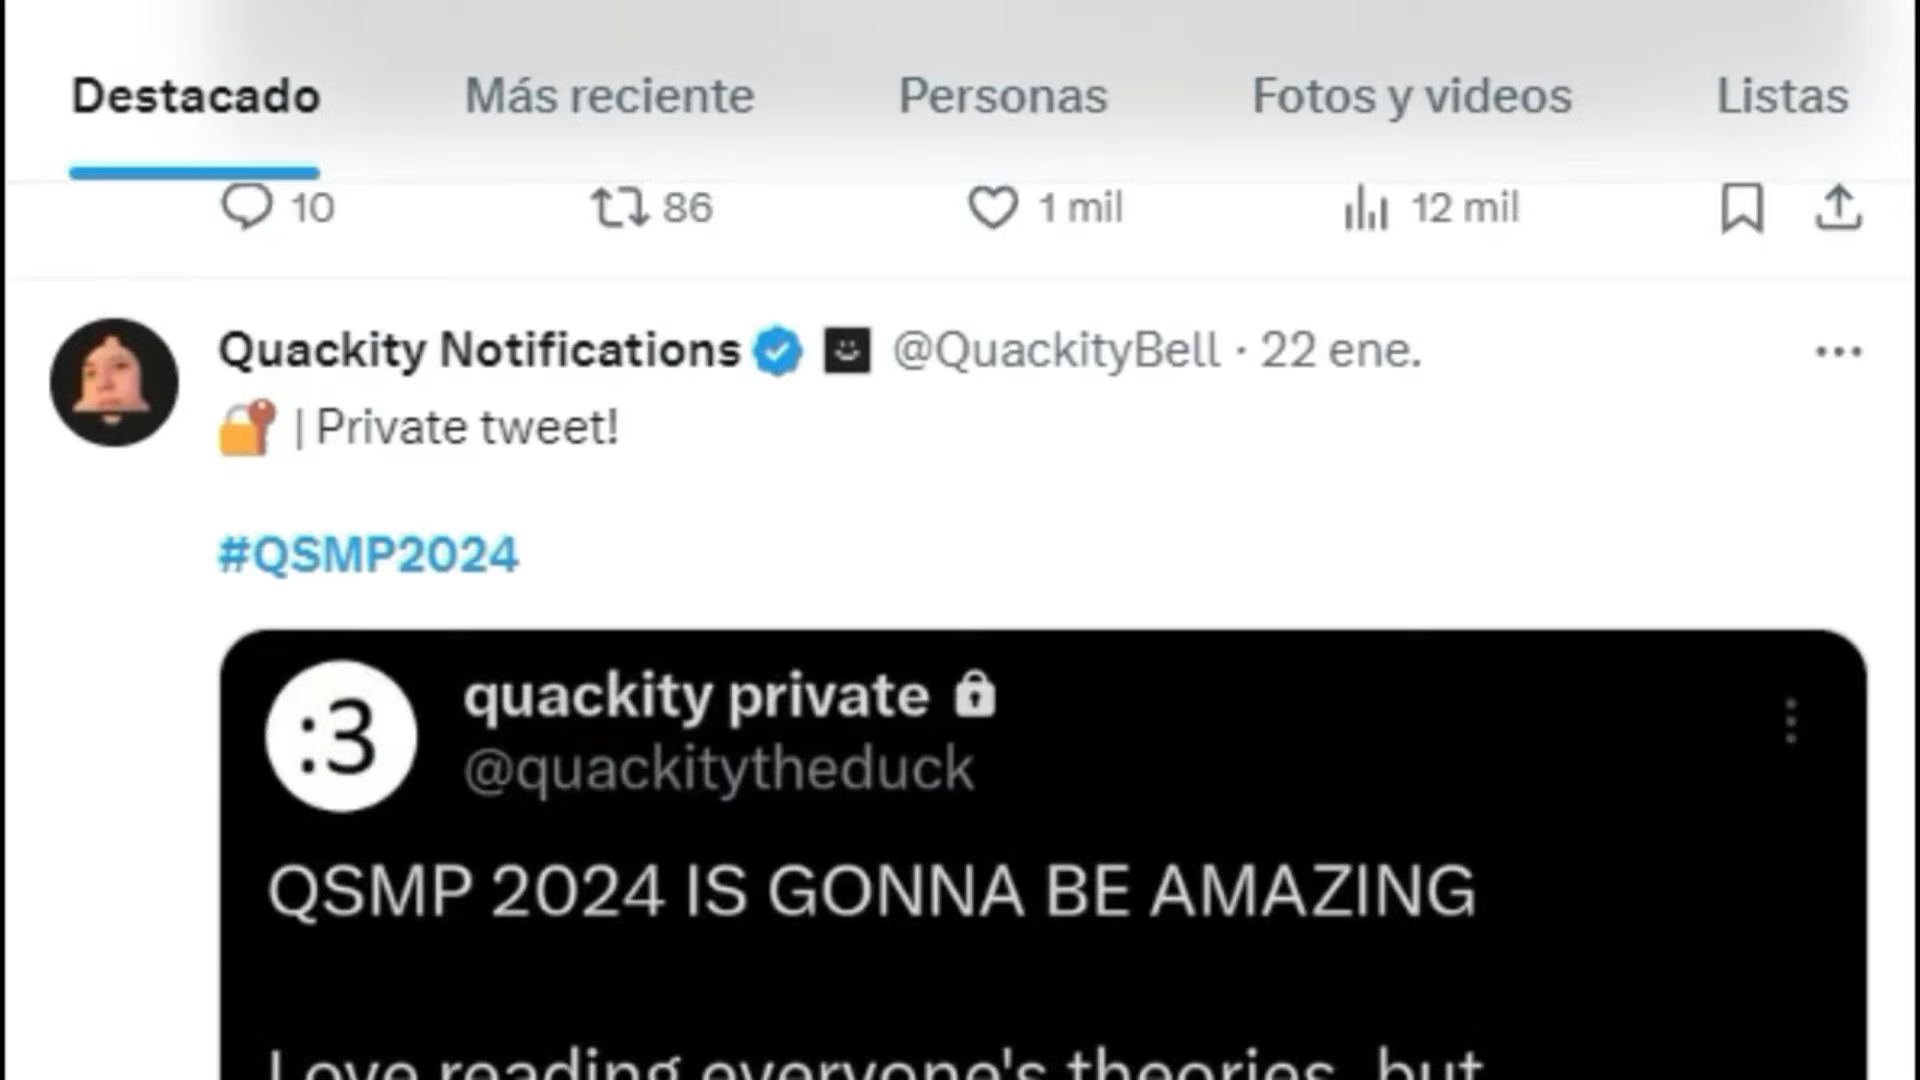 Destacado Más reciente Personas Fotos y videos Listas
10 86 1 mil 12 mil
Quackity Notifications @QuackityBell · 22 ene.
🔐 | Private tweet!
#QSMP2024
:3 quackity private
@quackitytheduck
QSMP 2024 IS GONNA BE AMAZING
Love reading everyone's theories, but